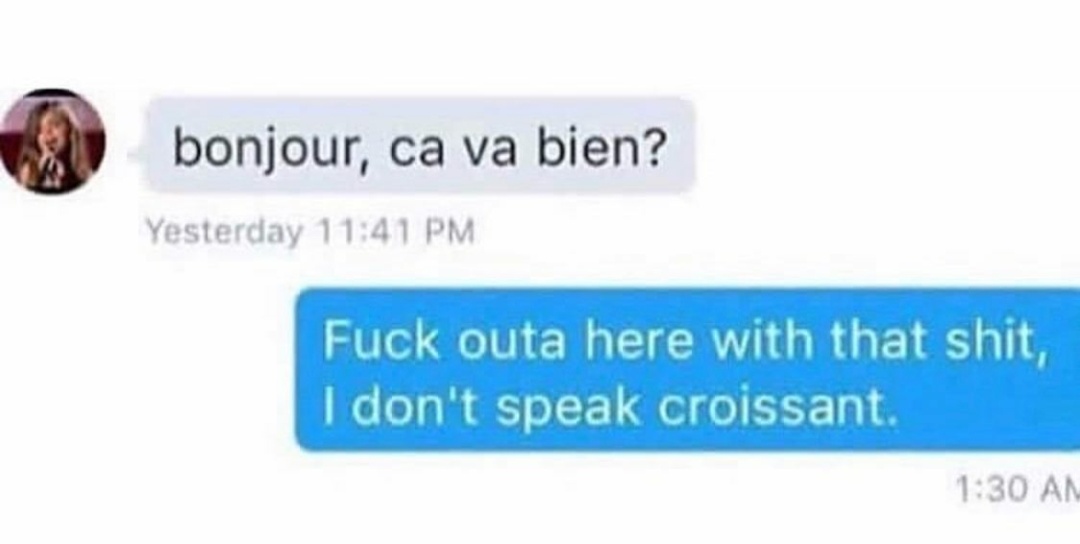 bonjour, ca va bien?
Yesterday 11:41 PM
Fuck outa here with that shit,
I don't speak croissant.
1:30 AM